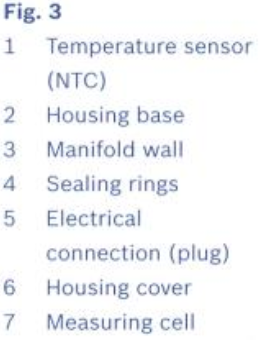 Fig. 3
1 Temperature sensor
(NTC)
2 Housing base
3 Manifold wall
4 Sealing rings
5 Electrical
connection (plug)
6 Housing cover
7 Measuring cell